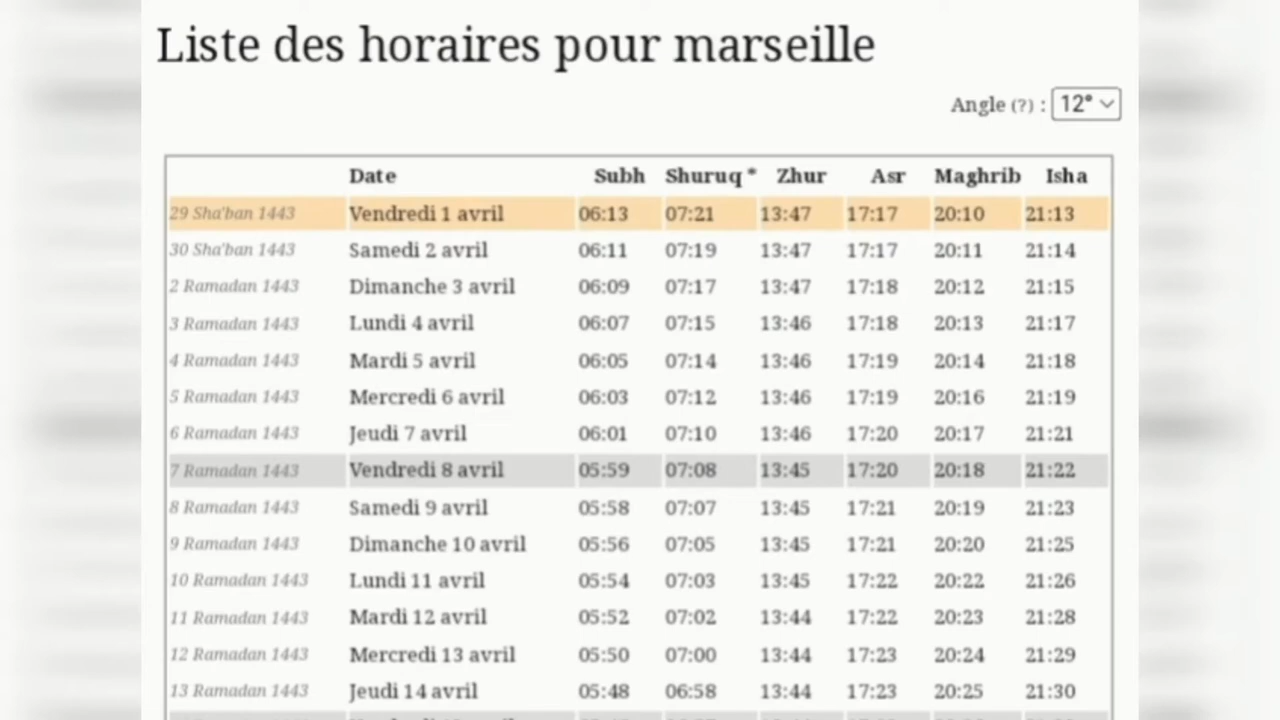 Liste des horaires pour marseille
Angle (?) : 12°
Date Subh Shuruq * Zhur Asr Maghrib Isha
29 Sha'ban 1443 Vendredi 1 avril 06:13 07:21 13:47 17:17 20:10 21:13
30 Sha'ban 1443 Samedi 2 avril 06:11 07:19 13:47 17:17 20:11 21:14
2 Ramadan 1443 Dimanche 3 avril 06:09 07:17 13:47 17:18 20:12 21:15
3 Ramadan 1443 Lundi 4 avril 06:07 07:15 13:46 17:18 20:13 21:17
4 Ramadan 1443 Mardi 5 avril 06:05 07:14 13:46 17:19 20:14 21:18
5 Ramadan 1443 Mercredi 6 avril 06:03 07:12 13:46 17:19 20:16 21:19
6 Ramadan 1443 Jeudi 7 avril 06:01 07:10 13:46 17:20 20:17 21:21
7 Ramadan 1443 Vendredi 8 avril 05:59 07:08 13:45 17:20 20:18 21:22
8 Ramadan 1443 Samedi 9 avril 05:58 07:07 13:45 17:21 20:19 21:23
9 Ramadan 1443 Dimanche 10 avril 05:56 07:05 13:45 17:21 20:20 21:25
10 Ramadan 1443 Lundi 11 avril 05:54 07:03 13:45 17:22 20:22 21:26
11 Ramadan 1443 Mardi 12 avril 05:52 07:02 13:44 17:22 20:23 21:28
12 Ramadan 1443 Mercredi 13 avril 05:50 07:00 13:44 17:23 20:24 21:29
13 Ramadan 1443 Jeudi 14 avril 05:48 06:58 13:44 17:23 20:25 21:30